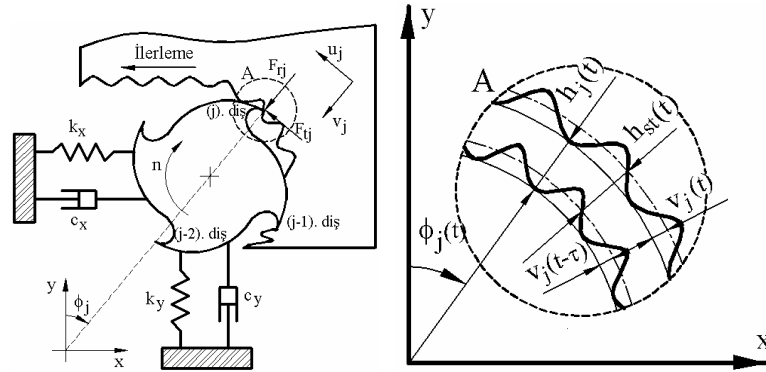 İlerleme
A
F_rj
u_j
(j). diş
F_tj
v_j
k_x
n
c_x
(j-2). diş
(j-1). diş
k_y
c_y
y
ϕ_j
x
y
A
h_j(t)
h_st(t)
v_j(t)
ϕ_j(t)
v_j(t-τ)
x